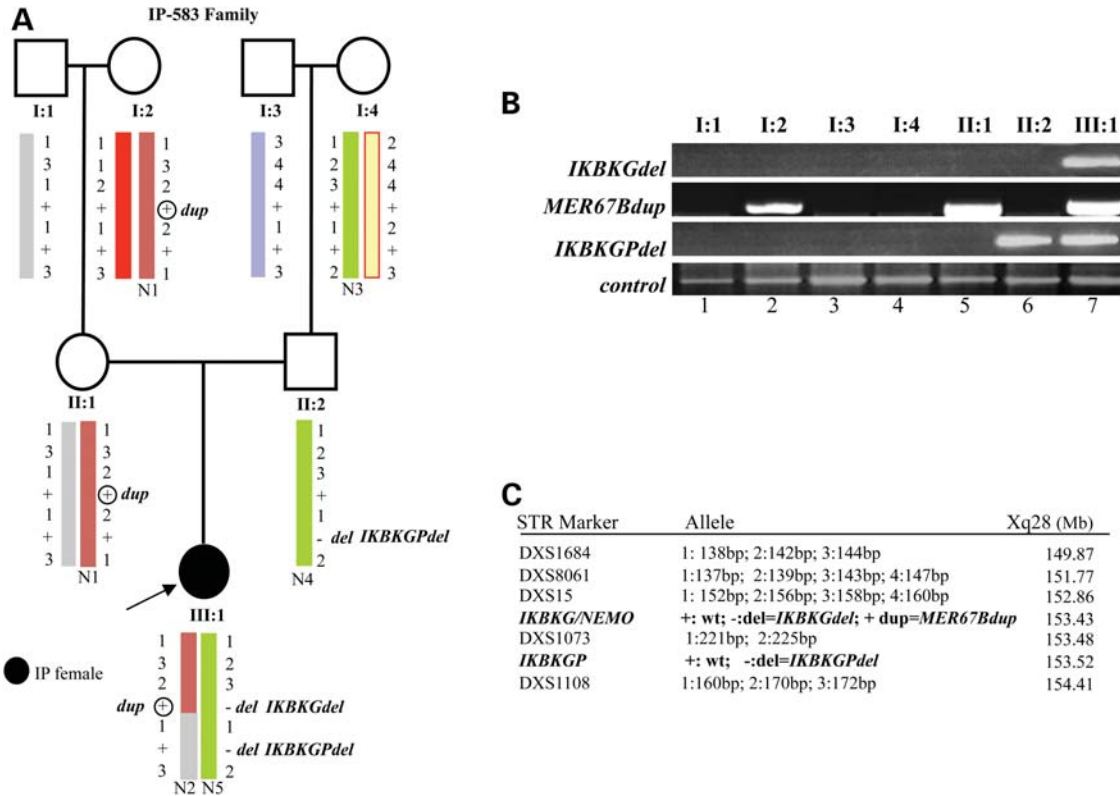 A
IP-583 Family
I:1
I:2
I:3
I:4
1
3
1
+
1
+
3
1
1
2
+
1
+
3
1
3
2
+ dup
2
+
1
N1
3
4
4
+
1
+
3
1
2
3
+
1
+
2
N3
2
4
4
+
2
+
3
II:1
II:2
1
3
1
+
1
+
3
1
3
2
+ dup
2
+
1
N1
1
2
3
+
1
- del IKBKGPdel
2
N4
III:1
IP female
1
3
2
dup +
1
+
3
1
2
3
- del IKBKGdel
1
- del IKBKGPdel
2
N2 N5
B
I:1 I:2 I:3 I:4 II:1 II:2 III:1
IKBKGdel
MER67Bdup
IKBKGPdel
control
1 2 3 4 5 6 7
C
STR Marker Allele Xq28 (Mb)
DXS1684 1: 138bp; 2:142bp; 3:144bp 149.87
DXS8061 1:137bp; 2:139bp; 3:143bp; 4:147bp 151.77
DXS15 1: 152bp; 2:156bp; 3:158bp; 4:160bp 152.86
IKBKG/NEMO +: wt; -:del=IKBKGdel; + dup=MER67Bdup 153.43
DXS1073 1:221bp; 2:225bp 153.48
IKBKGP +: wt; -:del=IKBKGPdel 153.52
DXS1108 1:160bp; 2:170bp; 3:172bp 154.41